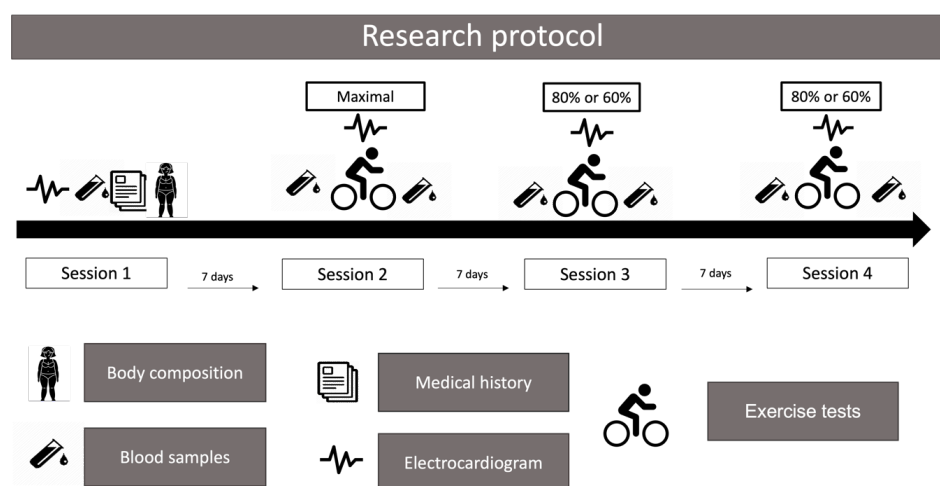 Research protocol
Maximal
80% or 60%
80% or 60%
Session 1
7 days
Session 2
7 days
Session 3
7 days
Session 4
Body composition
Medical history
Exercise tests
Blood samples
Electrocardiogram